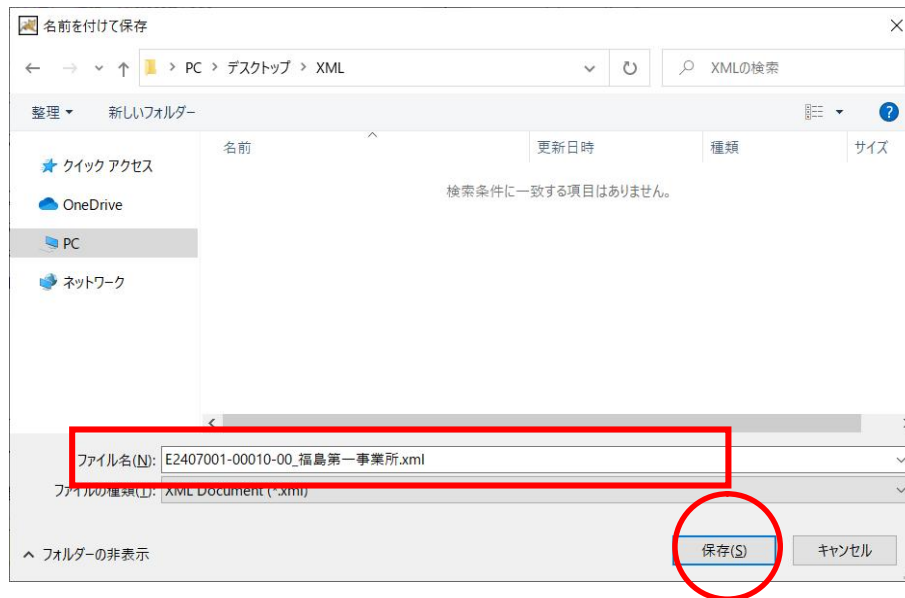 名前を付けて保存
PC > デスクトップ > XML
XMLの検索
整理 新しいフォルダー
名前 更新日時 種類 サイズ
検索条件に一致する項目はありません。
クイック アクセス
OneDrive
PC
ネットワーク
ファイル名(N): E2407001-00010-00_福島第一事業所.xml
ファイルの種類(T): XML Document (*.xml)
フォルダーの非表示
保存(S) キャンセル